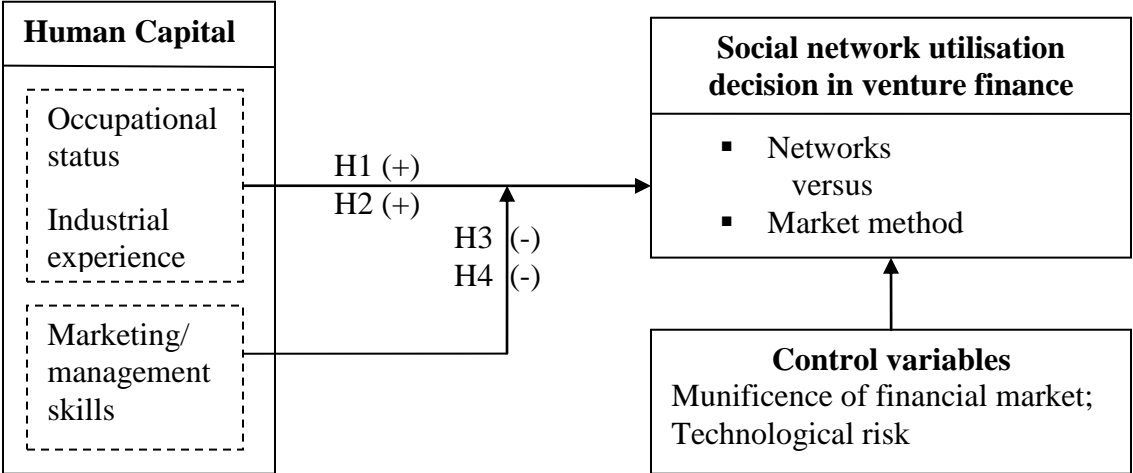 Human Capital
Occupational
status
Industrial
experience
Marketing/
management
skills
H1 (+)
H2 (+)
H3 (-)
H4 (-)
Social network utilisation
decision in venture finance
▪ Networks
versus
▪ Market method
Control variables
Munificence of financial market;
Technological risk